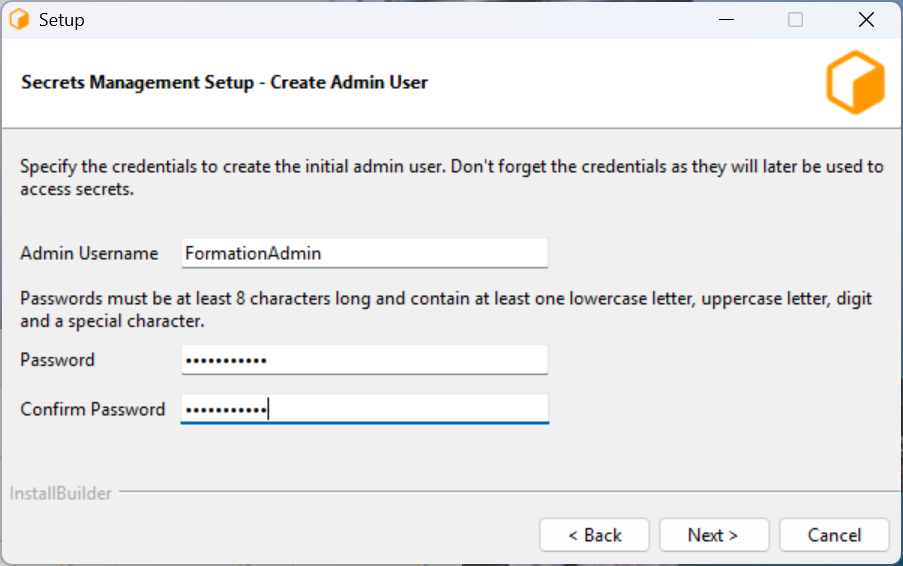 Setup
Secrets Management Setup - Create Admin User
Specify the credentials to create the initial admin user. Don't forget the credentials as they will later be used to
access secrets.
Admin Username FormationAdmin
Passwords must be at least 8 characters long and contain at least one lowercase letter, uppercase letter, digit
and a special character.
Password •••••••••••
Confirm Password •••••••••••
InstallBuilder
< Back Next > Cancel